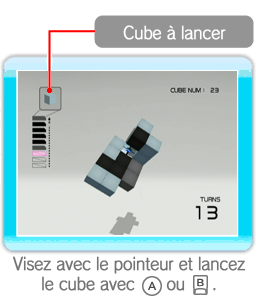 Cube à lancer
CUBE NUM : 23
TURNS
13
Visez avec le pointeur et lancez
le cube avec A ou B .